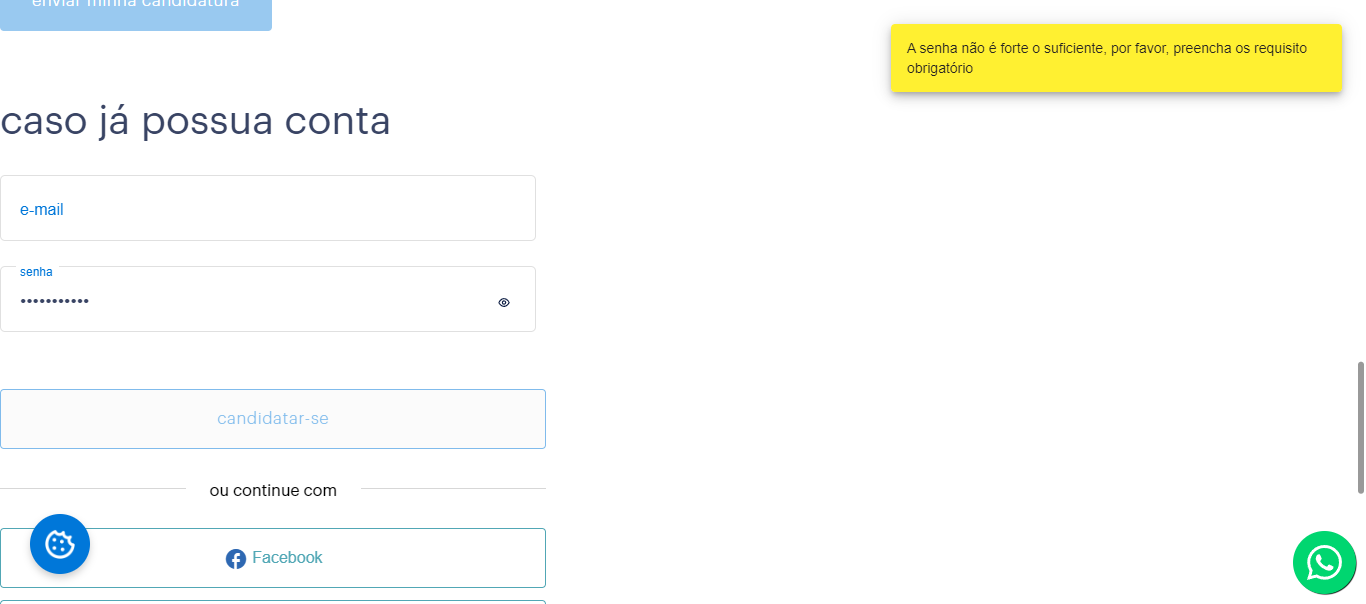 enviar minha candidatura
A senha não é forte o suficiente, por favor, preencha os requisito
obrigatório
caso já possua conta
e-mail
senha
•••••••••••
candidatar-se
ou continue com
Facebook